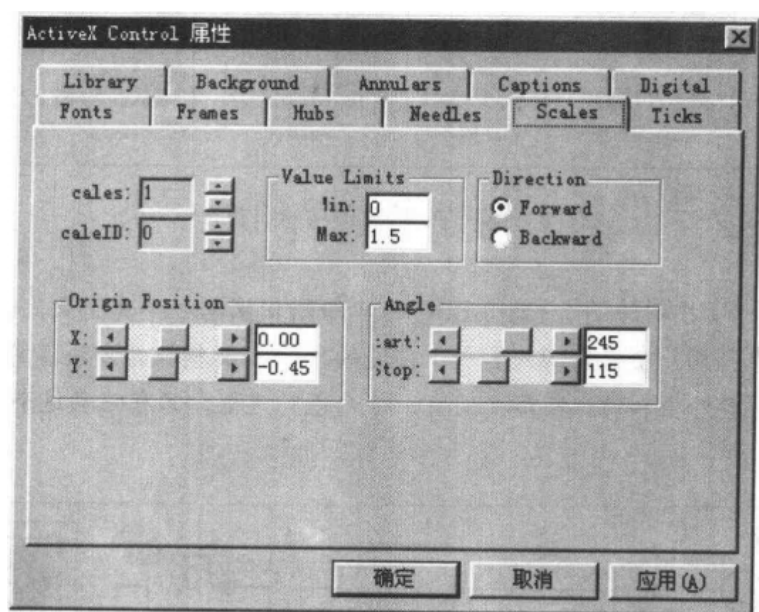 ActiveX Control 属性
Library Background Annulars Captions Digital
Fonts Frames Hubs Needles Scales Ticks
cales: 1
caleID: 0
Value Limits
Min: 0
Max: 1.5
Direction
Forward
Backward
Origin Position
X: 0.00
Y: -0.45
Angle
tart: 245
Stop: 115
确定 取消 应用(A)